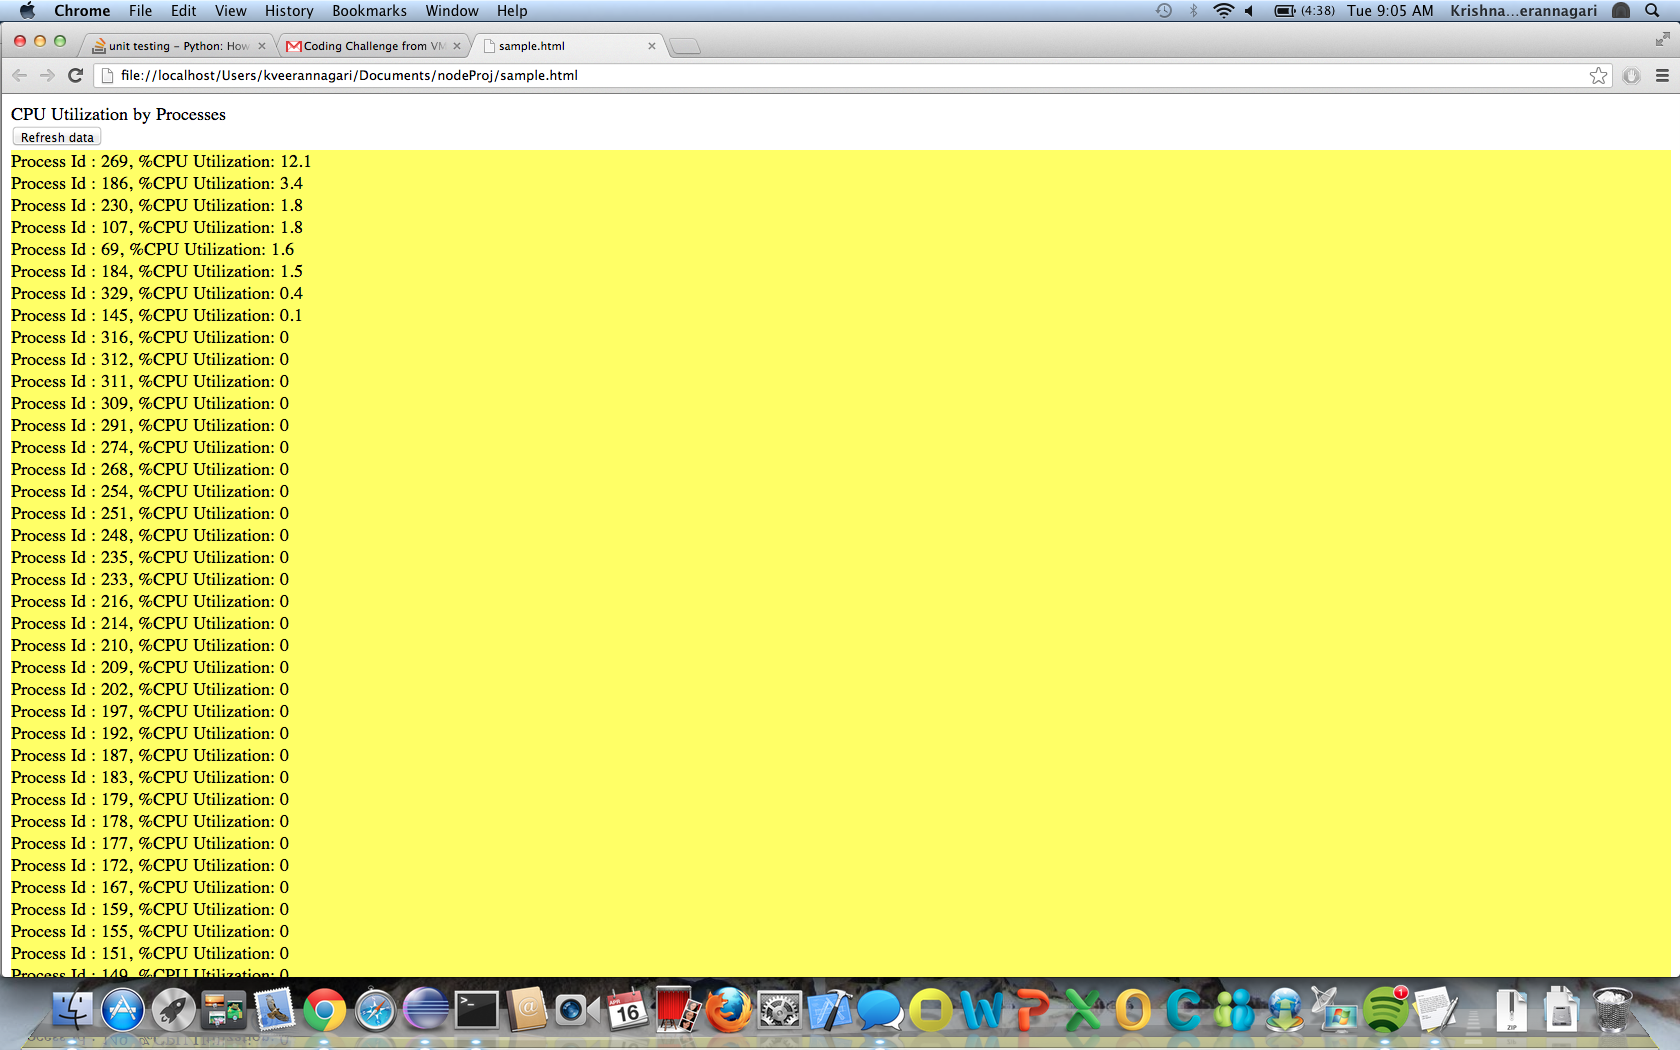 Chrome File Edit View History Bookmarks Window Help (4:38) Tue 9:05 AM Krishna...erannagari
unit testing – Python: How
Coding Challenge from VM
sample.html
file://localhost/Users/kveerannagari/Documents/nodeProj/sample.html
CPU Utilization by Processes
Refresh data
Process Id : 269, %CPU Utilization: 12.1
Process Id : 186, %CPU Utilization: 3.4
Process Id : 230, %CPU Utilization: 1.8
Process Id : 107, %CPU Utilization: 1.8
Process Id : 69, %CPU Utilization: 1.6
Process Id : 184, %CPU Utilization: 1.5
Process Id : 329, %CPU Utilization: 0.4
Process Id : 145, %CPU Utilization: 0.1
Process Id : 316, %CPU Utilization: 0
Process Id : 312, %CPU Utilization: 0
Process Id : 311, %CPU Utilization: 0
Process Id : 309, %CPU Utilization: 0
Process Id : 291, %CPU Utilization: 0
Process Id : 274, %CPU Utilization: 0
Process Id : 268, %CPU Utilization: 0
Process Id : 254, %CPU Utilization: 0
Process Id : 251, %CPU Utilization: 0
Process Id : 248, %CPU Utilization: 0
Process Id : 235, %CPU Utilization: 0
Process Id : 233, %CPU Utilization: 0
Process Id : 216, %CPU Utilization: 0
Process Id : 214, %CPU Utilization: 0
Process Id : 210, %CPU Utilization: 0
Process Id : 209, %CPU Utilization: 0
Process Id : 202, %CPU Utilization: 0
Process Id : 197, %CPU Utilization: 0
Process Id : 192, %CPU Utilization: 0
Process Id : 187, %CPU Utilization: 0
Process Id : 183, %CPU Utilization: 0
Process Id : 179, %CPU Utilization: 0
Process Id : 178, %CPU Utilization: 0
Process Id : 177, %CPU Utilization: 0
Process Id : 172, %CPU Utilization: 0
Process Id : 167, %CPU Utilization: 0
Process Id : 159, %CPU Utilization: 0
Process Id : 155, %CPU Utilization: 0
Process Id : 151, %CPU Utilization: 0
Process Id : 149, %CPU Utilization: 0
APR
16
1
ZIP